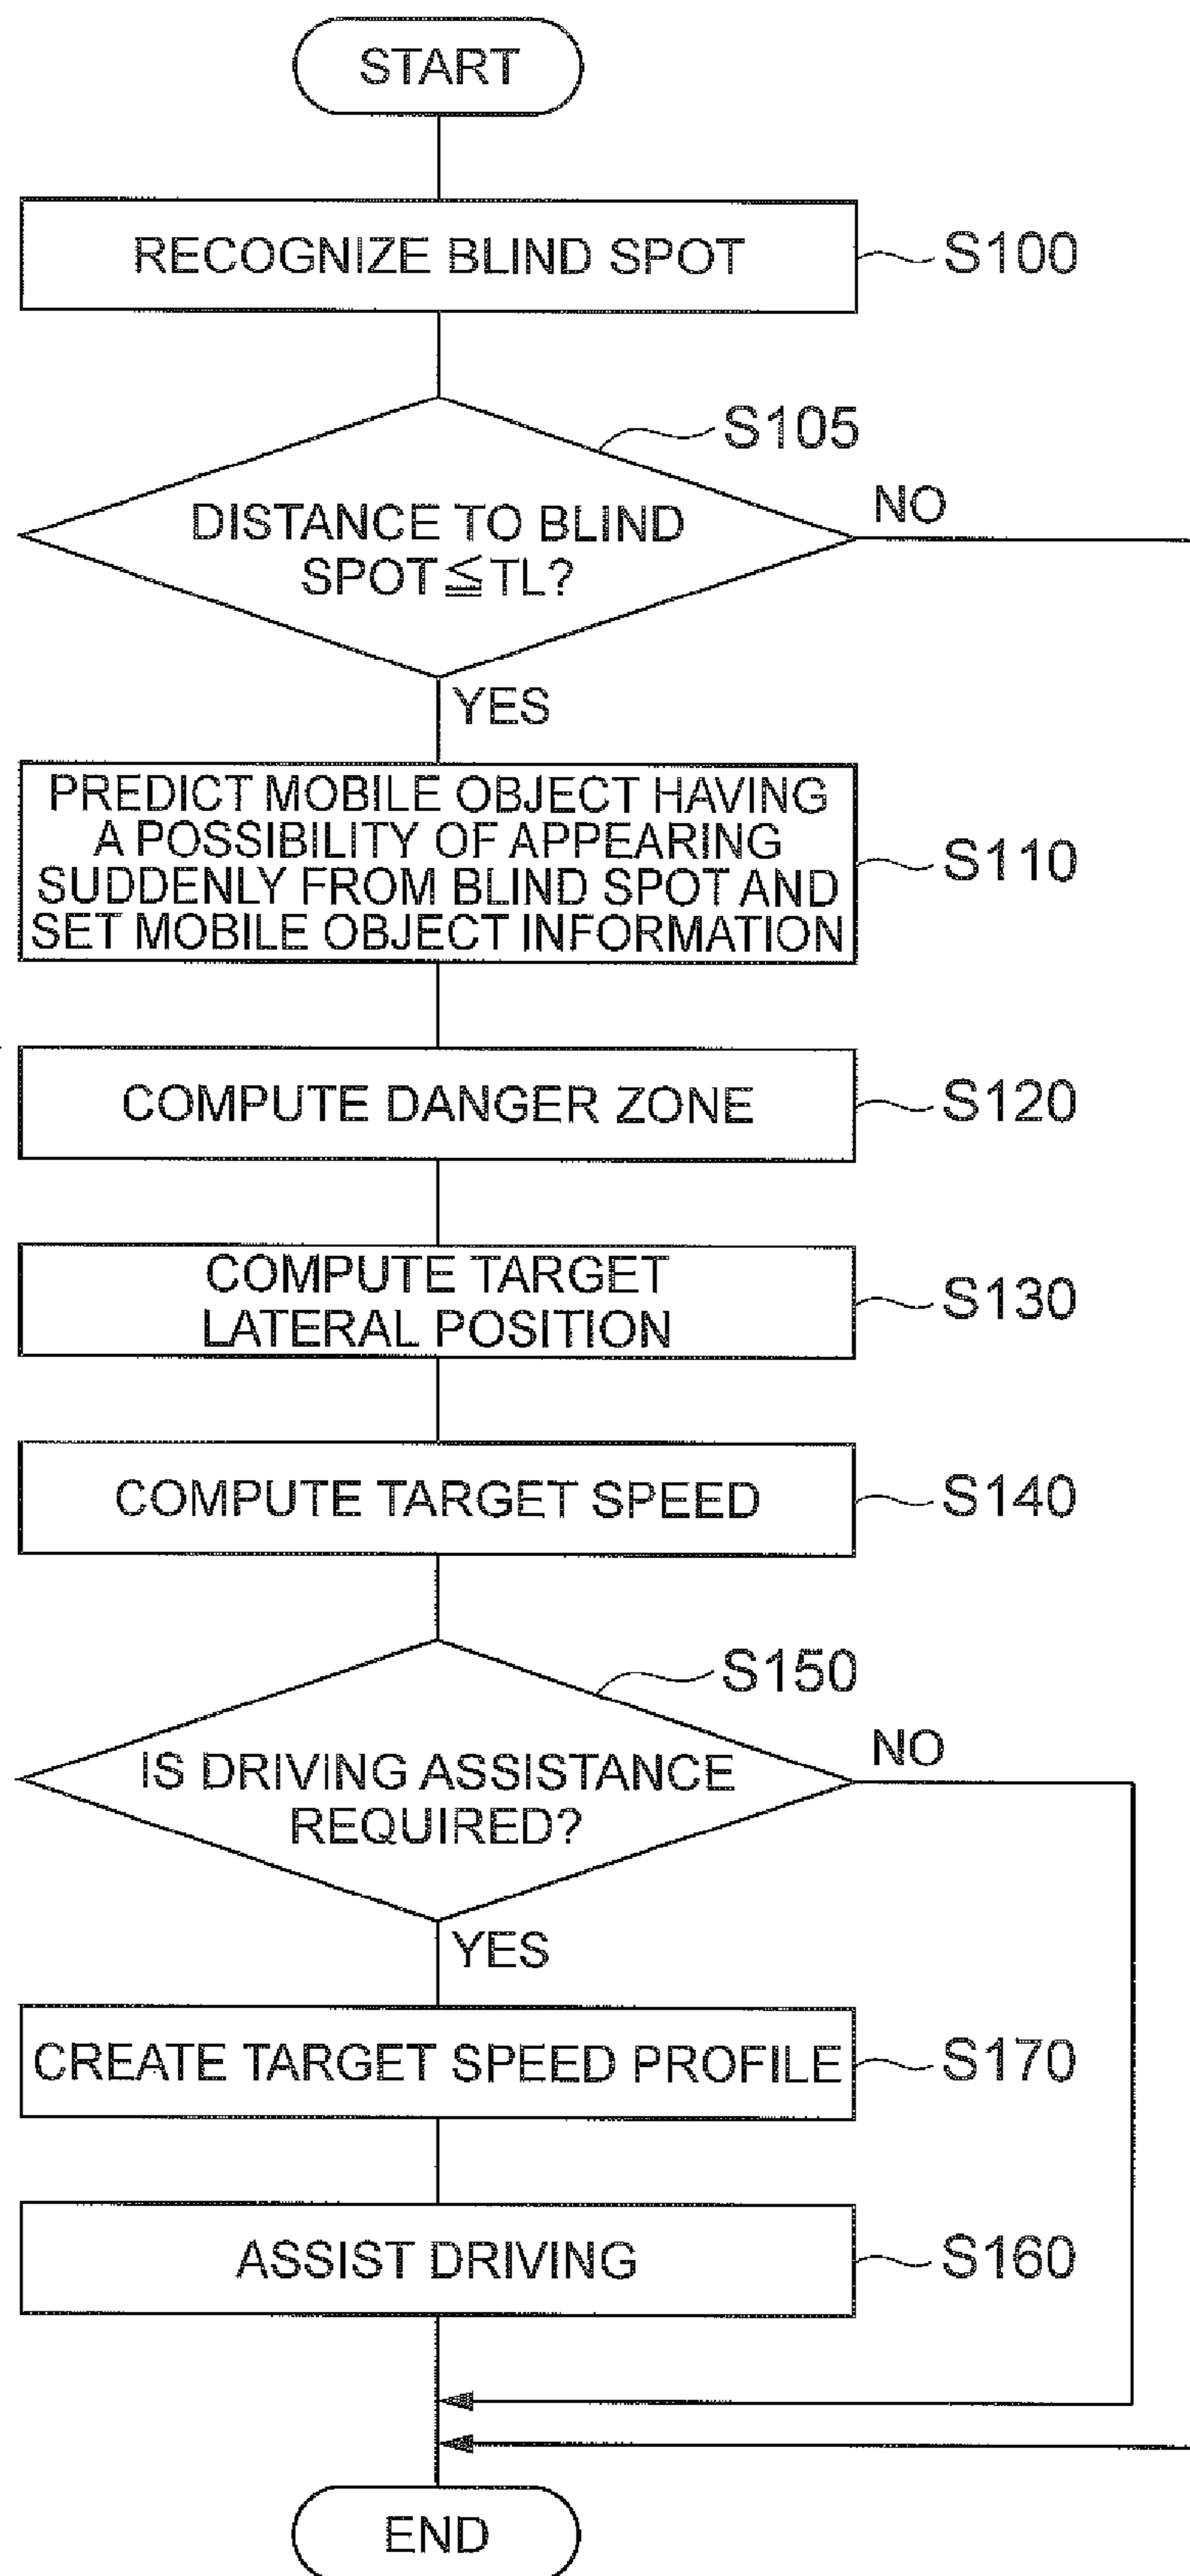 START
RECOGNIZE BLIND SPOT
S100
S105
DISTANCE TO BLIND
SPOT≦TL?
NO
YES
PREDICT MOBILE OBJECT HAVING
A POSSIBILITY OF APPEARING
SUDDENLY FROM BLIND SPOT AND
SET MOBILE OBJECT INFORMATION
S110
COMPUTE DANGER ZONE
S120
COMPUTE TARGET
LATERAL POSITION
S130
COMPUTE TARGET SPEED
S140
S150
IS DRIVING ASSISTANCE
REQUIRED?
NO
YES
CREATE TARGET SPEED PROFILE
S170
ASSIST DRIVING
S160
END